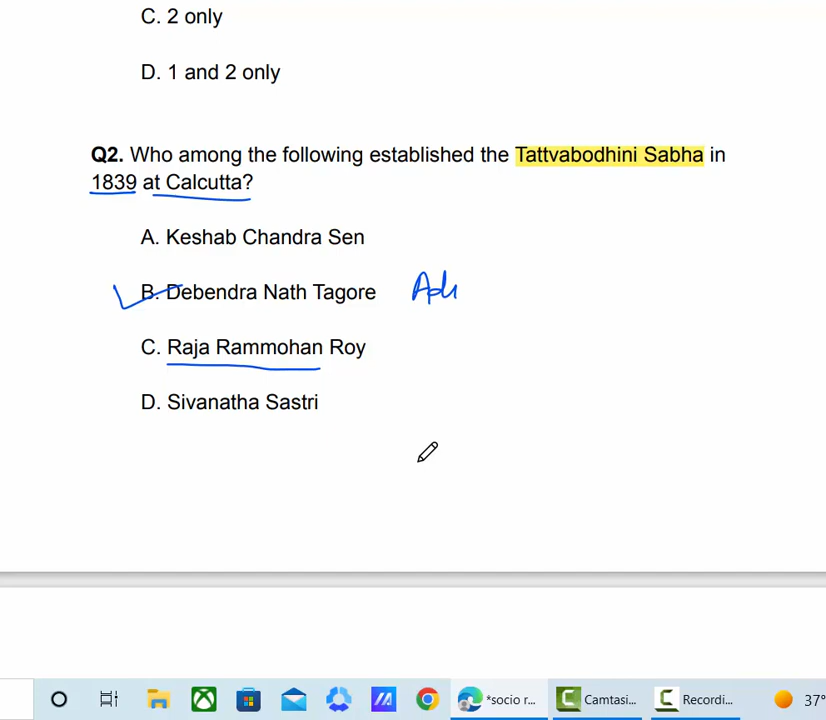 C. 2 only
D. 1 and 2 only
Q2. Who among the following established the Tattvabodhini Sabha in
1839 at Calcutta?
A. Keshab Chandra Sen
B. Debendra Nath Tagore
C. Raja Rammohan Roy
D. Sivanatha Sastri
*socio r... Camtasi... Recordi... 37°